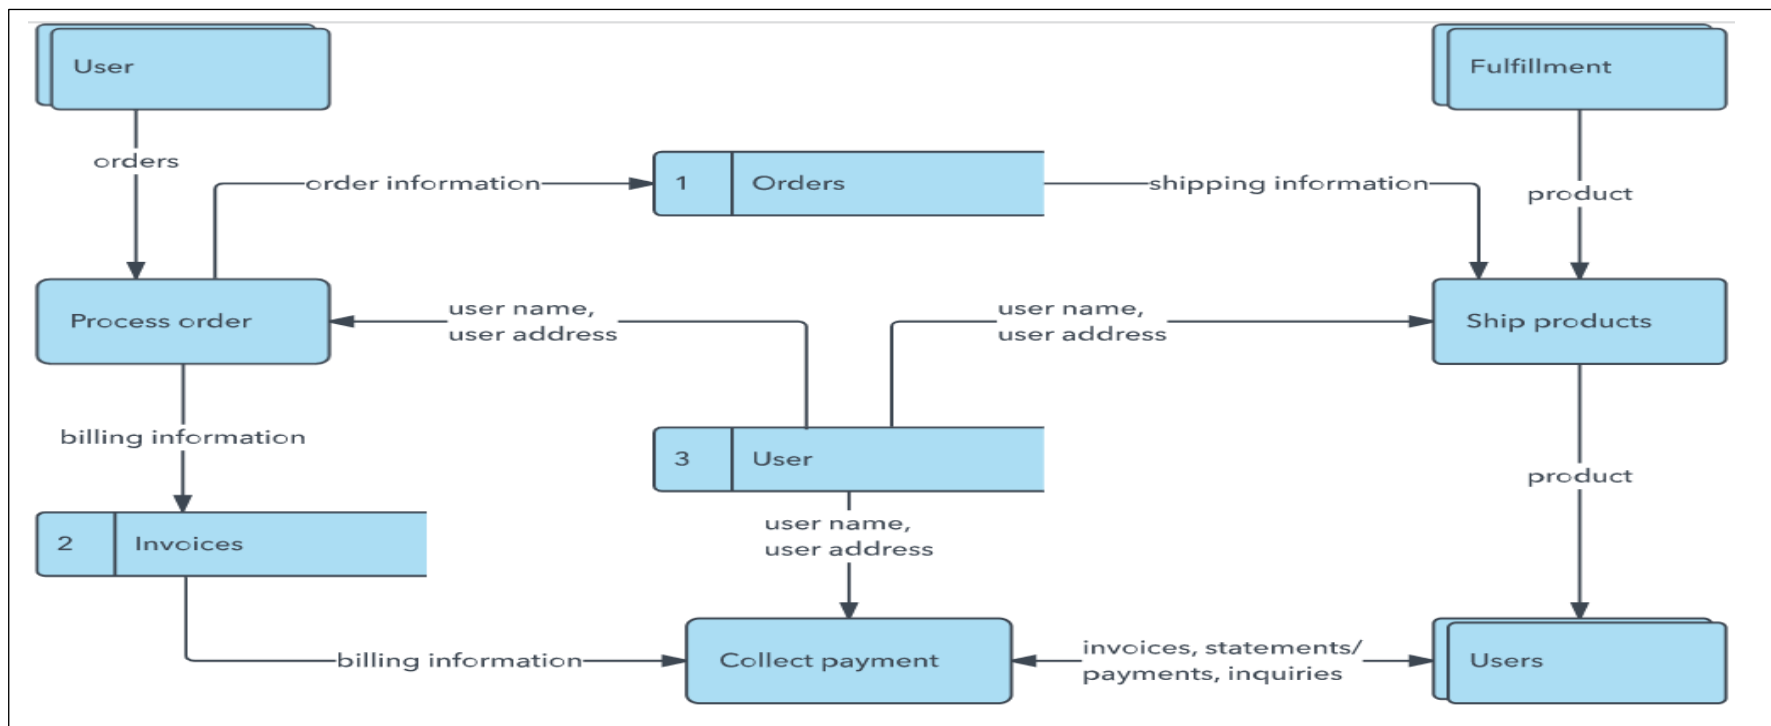 User
Fulfillment
orders
order information
1
Orders
shipping information
product
Process order
user name,
user address
user name,
user address
Ship products
billing information
3
User
product
2
Invoices
user name,
user address
billing information
Collect payment
invoices, statements/
payments, inquiries
Users